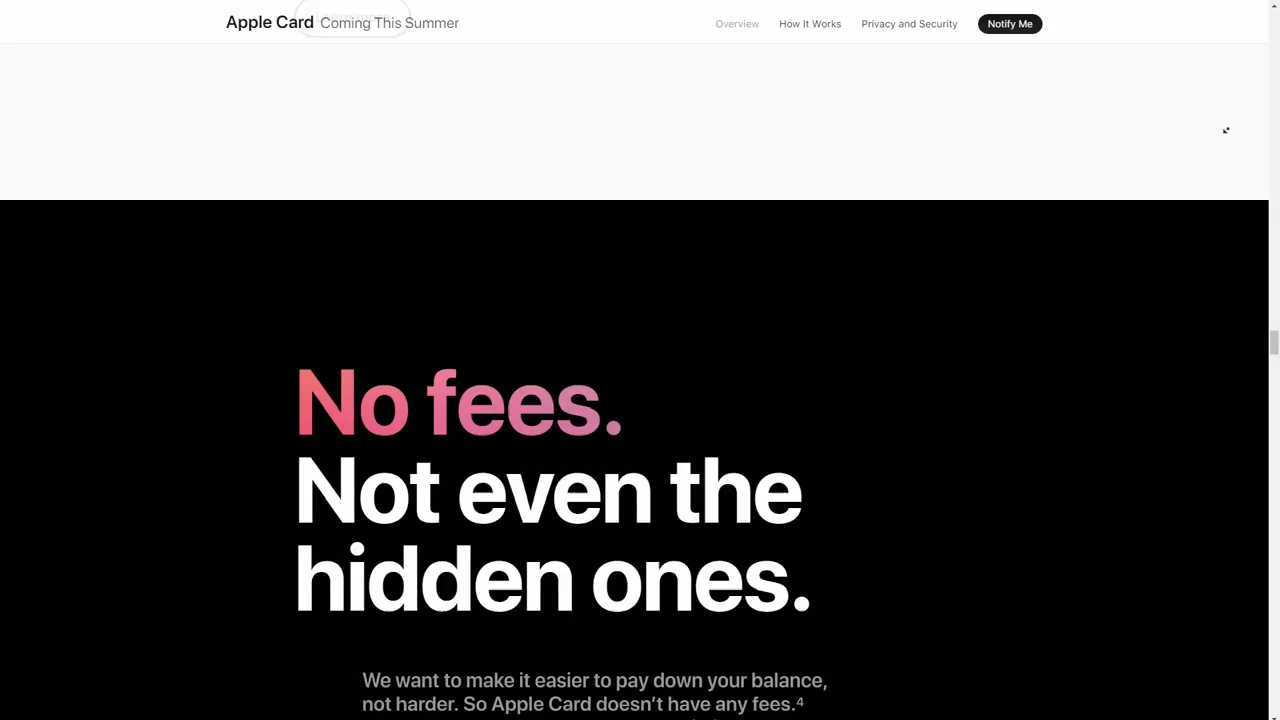 Apple Card Coming This Summer
Overview How It Works Privacy and Security Notify Me
No fees.
Not even the
hidden ones.
We want to make it easier to pay down your balance,
not harder. So Apple Card doesn’t have any fees.⁴